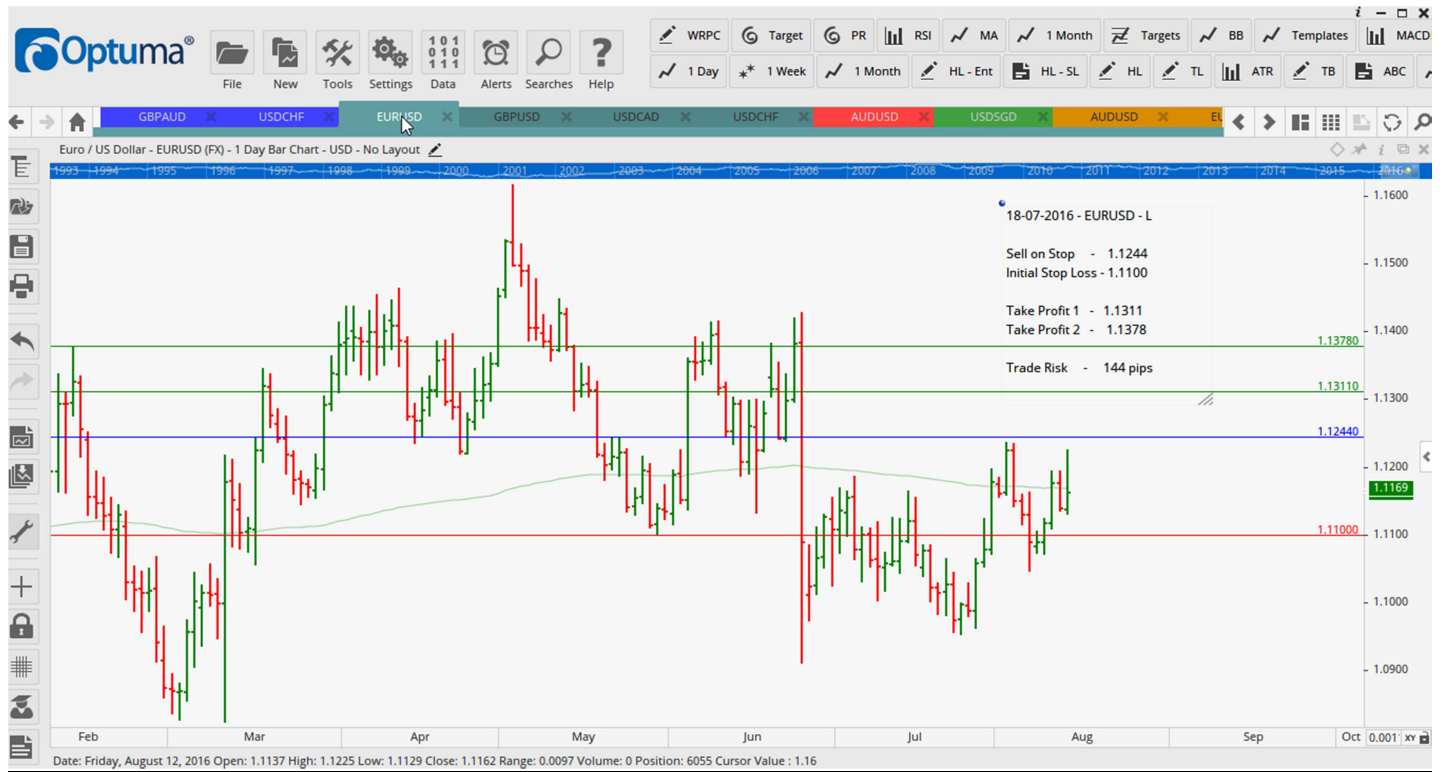 i
Optuma®
File New Tools Settings Data Alerts Searches Help
101
010
111
WRPC Target PR RSI MA 1 Month Targets BB Templates MACD
1 Day 1 Week 1 Month HL - Ent HL - SL HL TL ATR TB ABC
GBPAUD USDCHF EURUSD GBPUSD USDCAD USDCHF AUDUSD USDSGD AUDUSD EU
Euro / US Dollar - EURUSD (FX) - 1 Day Bar Chart - USD - No Layout
1993 1994 1995 1996 1997 1998 1999 2000 2001 2002 2003 2004 2005 2006 2007 2008 2009 2010 2011 2012 2013 2014 2015 2016
1.1600
18-07-2016 - EURUSD - L
Sell on Stop - 1.1244
Initial Stop Loss - 1.1100
Take Profit 1 - 1.1311
Take Profit 2 - 1.1378
Trade Risk - 144 pips
1.1500
1.1400
1.13780
1.13110
1.1300
1.12440
1.1200
1.1169
1.11000
1.1100
1.1000
1.0900
Feb Mar Apr May Jun Jul Aug Sep Oct 0.001 XY
Date: Friday, August 12, 2016 Open: 1.1137 High: 1.1225 Low: 1.1129 Close: 1.1162 Range: 0.0097 Volume: 0 Position: 6055 Cursor Value : 1.16